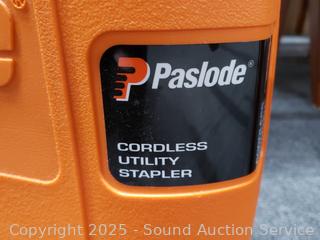 Paslode®
CORDLESS
UTILITY
STAPLER
Copyright 2025 - Sound Auction Service